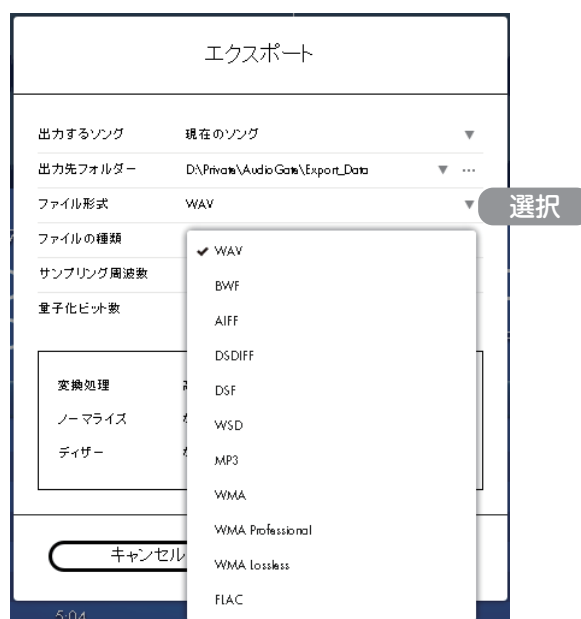 エクスポート
出力するソング 現在のソング ▼
出力先フォルダー D:\Private\AudioGate\Export_Data ▼ ...
ファイル形式 WAV ▼ 選択
ファイルの種類
サンプリング周波数
量子化ビット数
✔ WAV
BWF
AIFF
DSDIFF
DSF
WSD
MP3
WMA
WMA Professional
WMA Lossless
FLAC
変換処理
ノーマライズ
ディザー
キャンセル
5:04